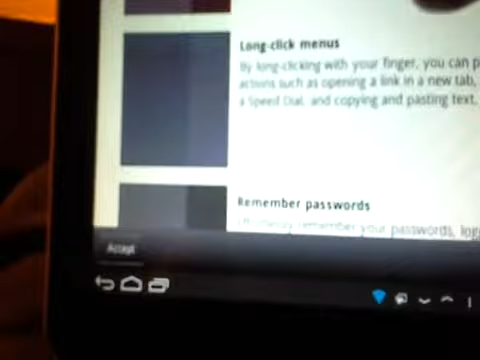 Long-click menus
By long-clicking with your finger, you can p
actions such as opening a link in a new tab,
a Speed Dial, and copying and pasting text.
Remember passwords
remember your passwords, log
Accept